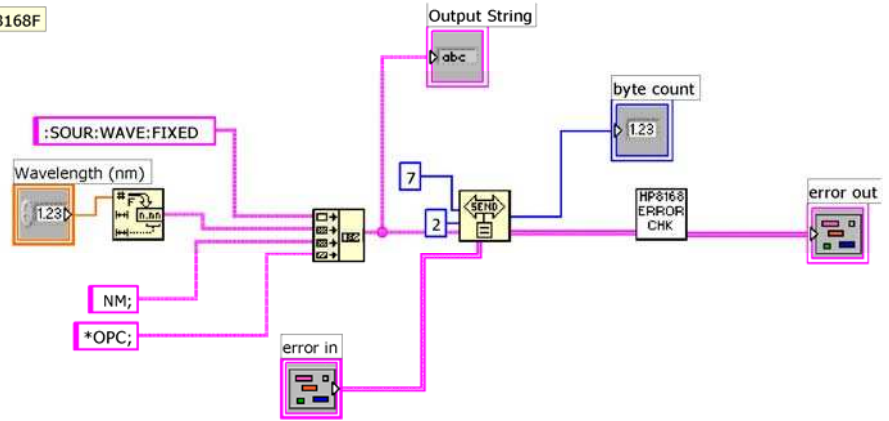 8168F
Output String
abc
byte count
1.23
:SOUR:WAVE:FIXED
Wavelength (nm)
1.23
#
F
n.nn
7
SEND
2
HP8168
ERROR
CHK
error out
NM;
*OPC;
error in